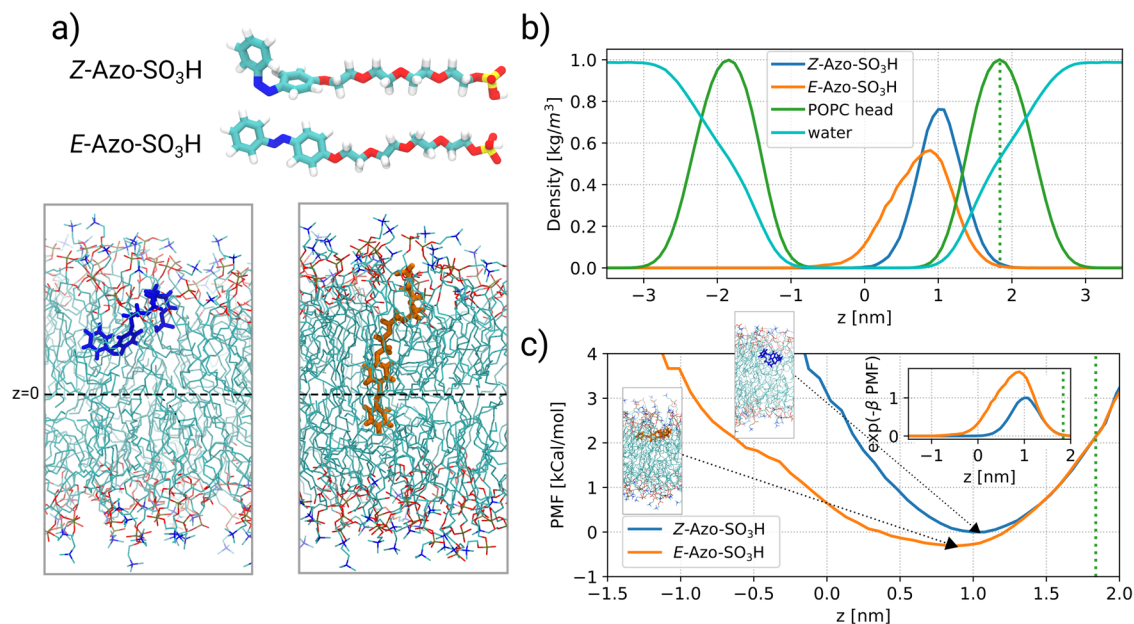 a)
Z-Azo-SO₃H
E-Azo-SO₃H
z=0
b)
Density [kg/m³]
1.0
0.8
0.6
0.4
0.2
0.0
Z-Azo-SO₃H
E-Azo-SO₃H
POPC head
water
−3 −2 −1 0 1 2 3
z [nm]
c)
PMF [kCal/mol]
4
3
2
1
0
−1
exp(-β PMF)
1
0
−1 0 1 2
z [nm]
Z-Azo-SO₃H
E-Azo-SO₃H
−1.5 −1.0 −0.5 0.0 0.5 1.0 1.5 2.0
z [nm]